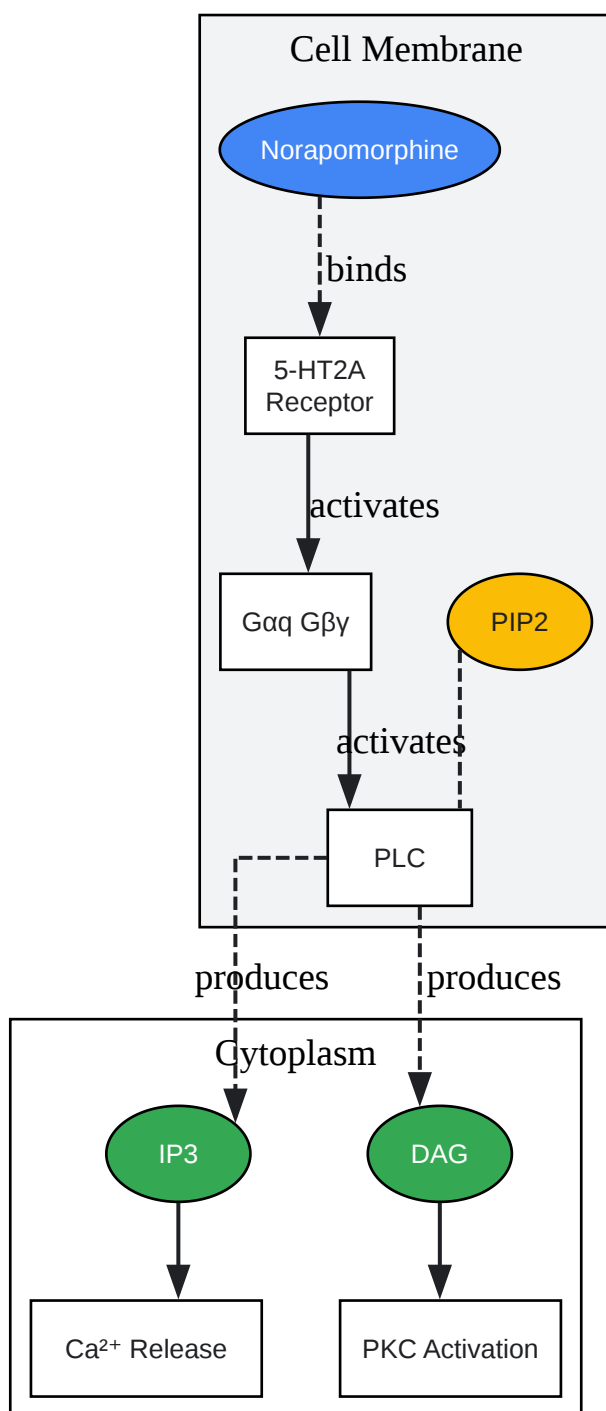 Cell Membrane
Norapomorphine
binds
5-HT2A
Receptor
activates
Gαq Gβγ
PIP2
activates
PLC
produces
produces
Cytoplasm
IP3
DAG
Ca²⁺ Release
PKC Activation